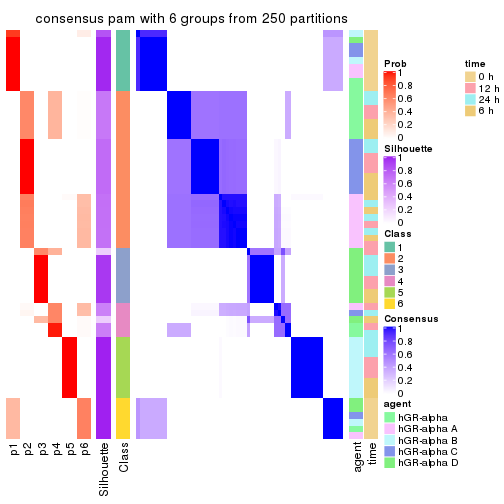 consensus pam with 6 groups from 250 partitions
p1
p2
p3
p4
p5
p6
Silhouette
Class
agent
time
Prob
1
0.8
0.6
0.4
0.2
0
Silhouette
1
0.8
0.6
0.4
0.2
0
Class
1
2
3
4
5
6
Consensus
1
0.8
0.6
0.4
0.2
0
agent
hGR-alpha
hGR-alpha A
hGR-alpha B
hGR-alpha C
hGR-alpha D
time
0 h
12 h
24 h
6 h